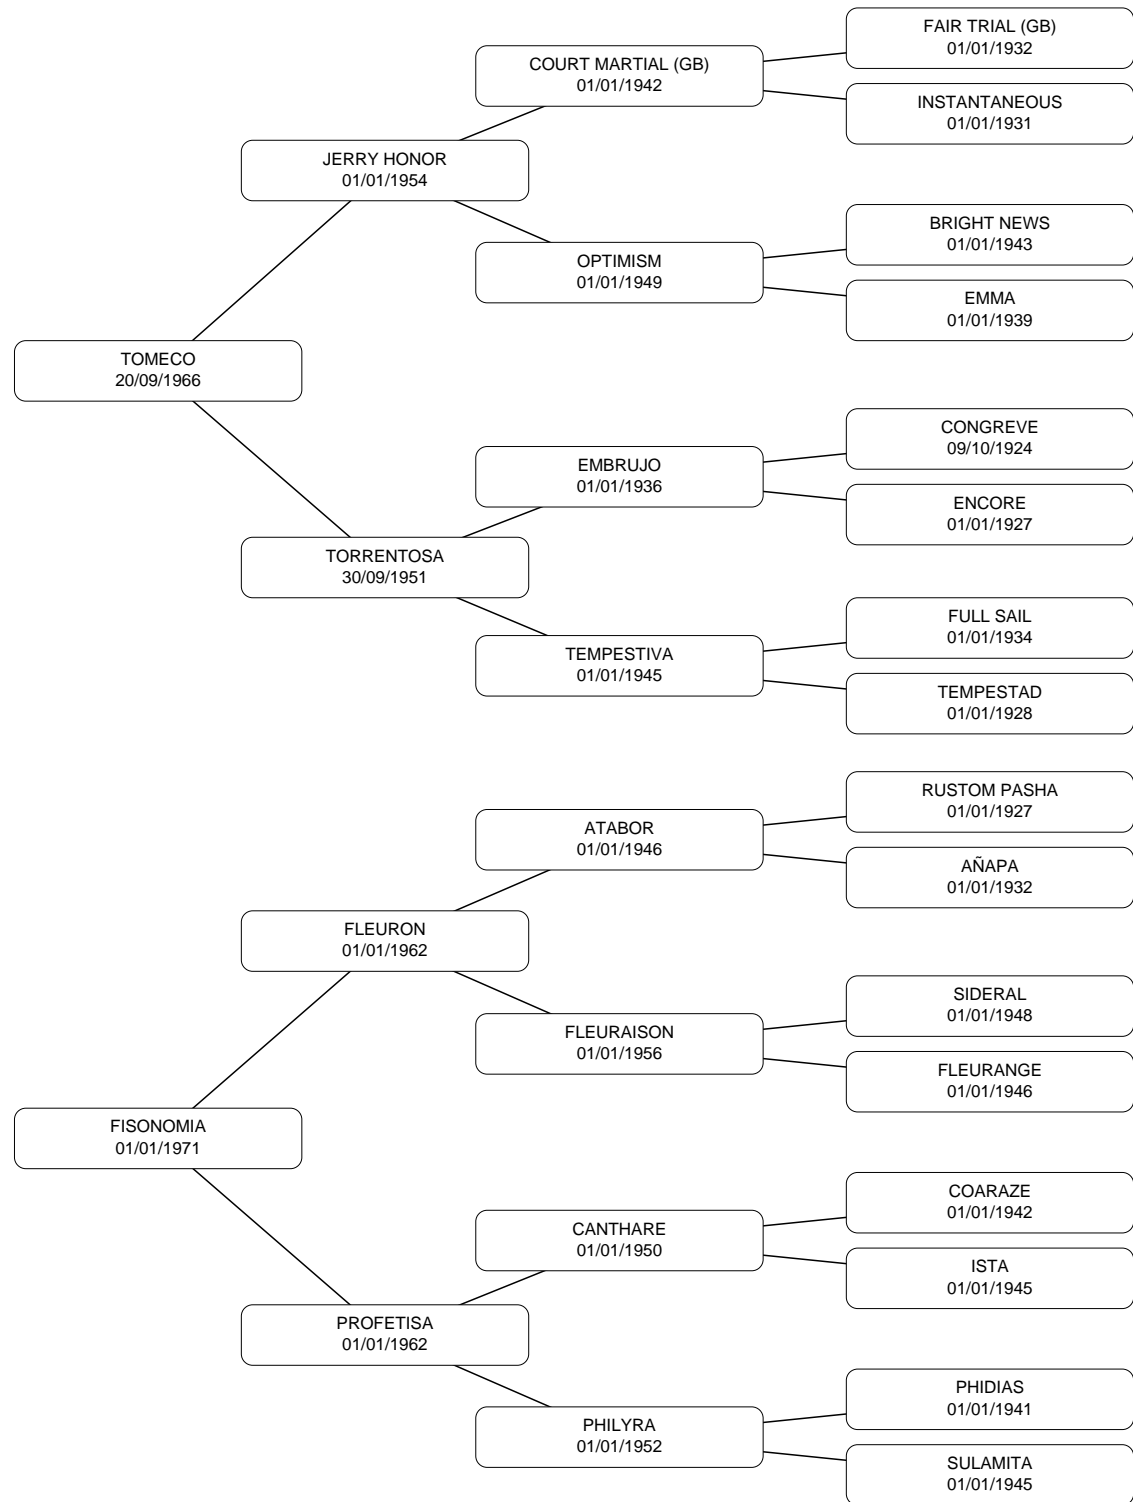 FAIR TRIAL (GB)
01/01/1932
COURT MARTIAL (GB)
01/01/1942
INSTANTANEOUS
01/01/1931
JERRY HONOR
01/01/1954
BRIGHT NEWS
01/01/1943
OPTIMISM
01/01/1949
EMMA
01/01/1939
TOMECO
20/09/1966
CONGREVE
09/10/1924
EMBRUJO
01/01/1936
ENCORE
01/01/1927
TORRENTOSA
30/09/1951
FULL SAIL
01/01/1934
TEMPESTIVA
01/01/1945
TEMPESTAD
01/01/1928
RUSTOM PASHA
01/01/1927
ATABOR
01/01/1946
AÑAPA
01/01/1932
FLEURON
01/01/1962
SIDERAL
01/01/1948
FLEURAISON
01/01/1956
FLEURANGE
01/01/1946
FISONOMIA
01/01/1971
COARAZE
01/01/1942
CANTHARE
01/01/1950
ISTA
01/01/1945
PROFETISA
01/01/1962
PHIDIAS
01/01/1941
PHILYRA
01/01/1952
SULAMITA
01/01/1945